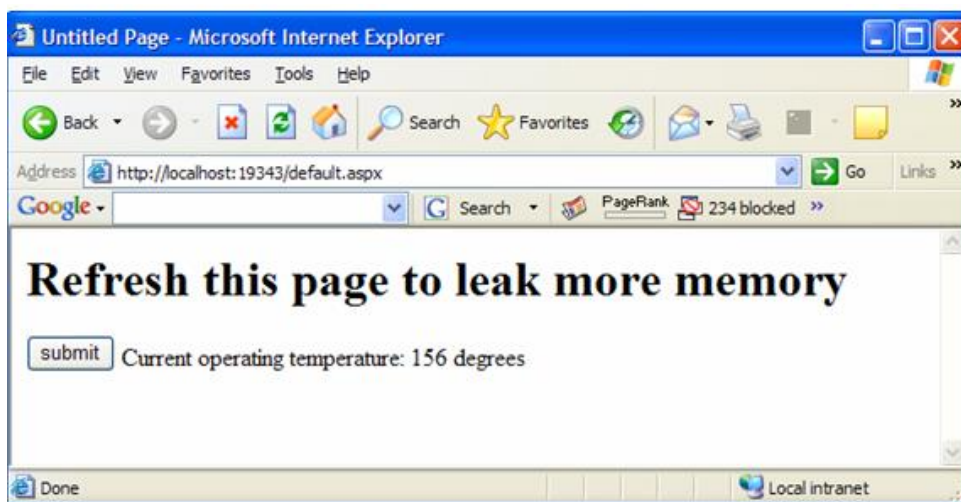 Untitled Page - Microsoft Internet Explorer
File Edit View Favorites Tools Help
Back Search Favorites »
Address http://localhost:19343/default.aspx Go Links »
Google G Search PageRank 234 blocked »
Refresh this page to leak more memory
submit Current operating temperature: 156 degrees
Done Local intranet